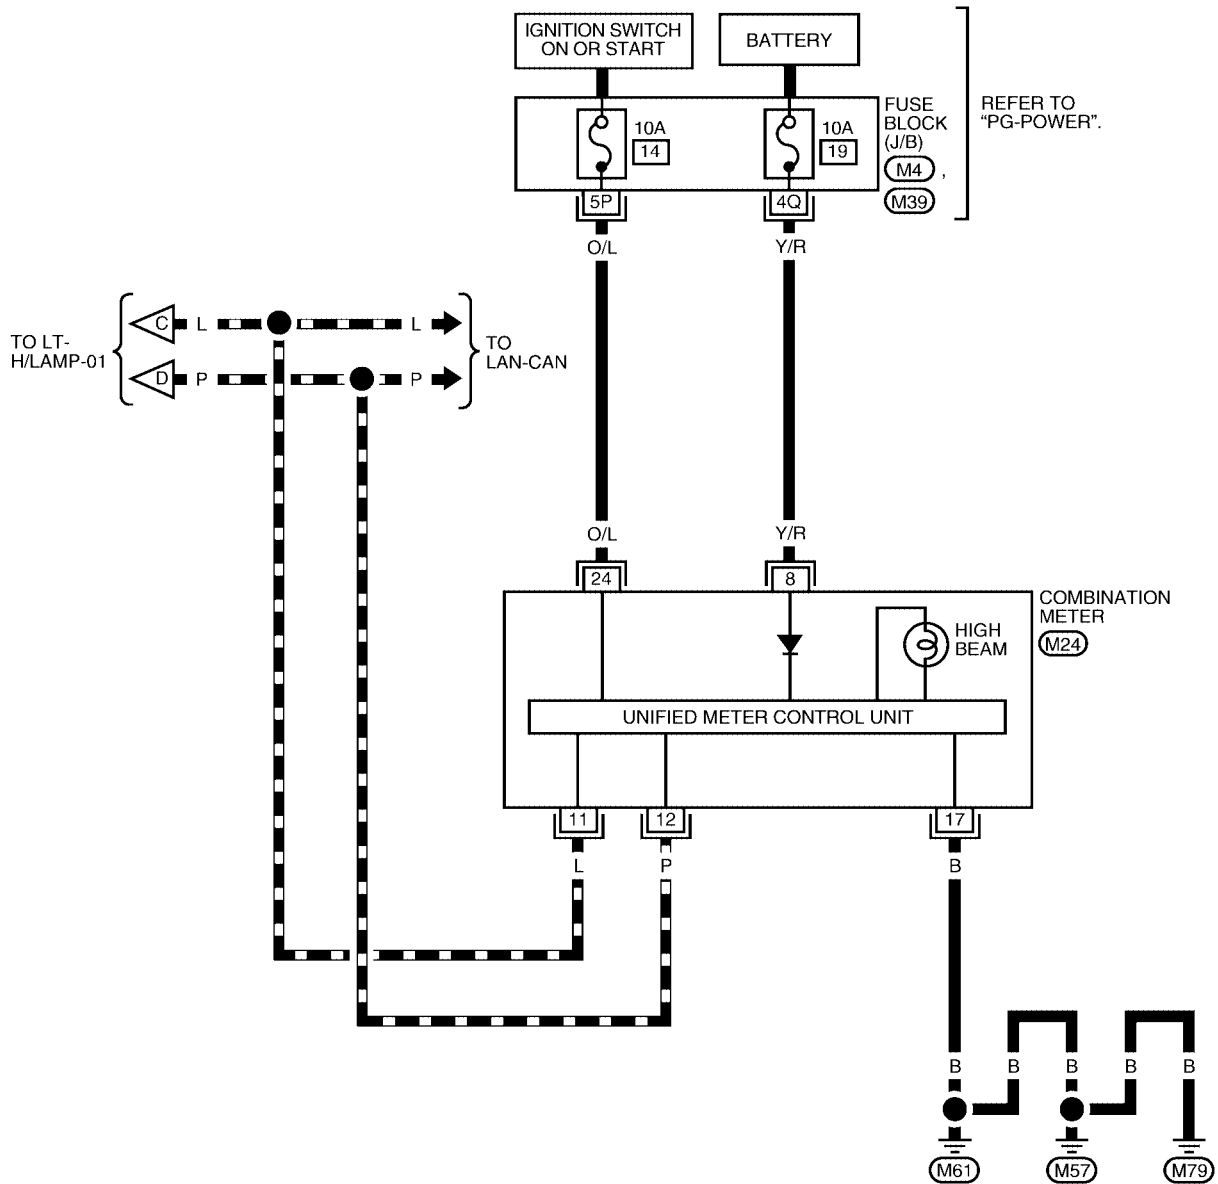 IGNITION SWITCH
ON OR START
BATTERY
FUSE
BLOCK
(J/B)
M4 ,
M39
REFER TO
“PG-POWER”.
10A
14
10A
19
5P
4Q
O/L
Y/R
C
L
L
D
P
P
TO LT-
H/LAMP-01
TO
LAN-CAN
O/L
Y/R
24
8
COMBINATION
METER
M24
HIGH
BEAM
UNIFIED METER CONTROL UNIT
11
12
17
L
P
B
B
B
B
B
B
M61
M57
M79